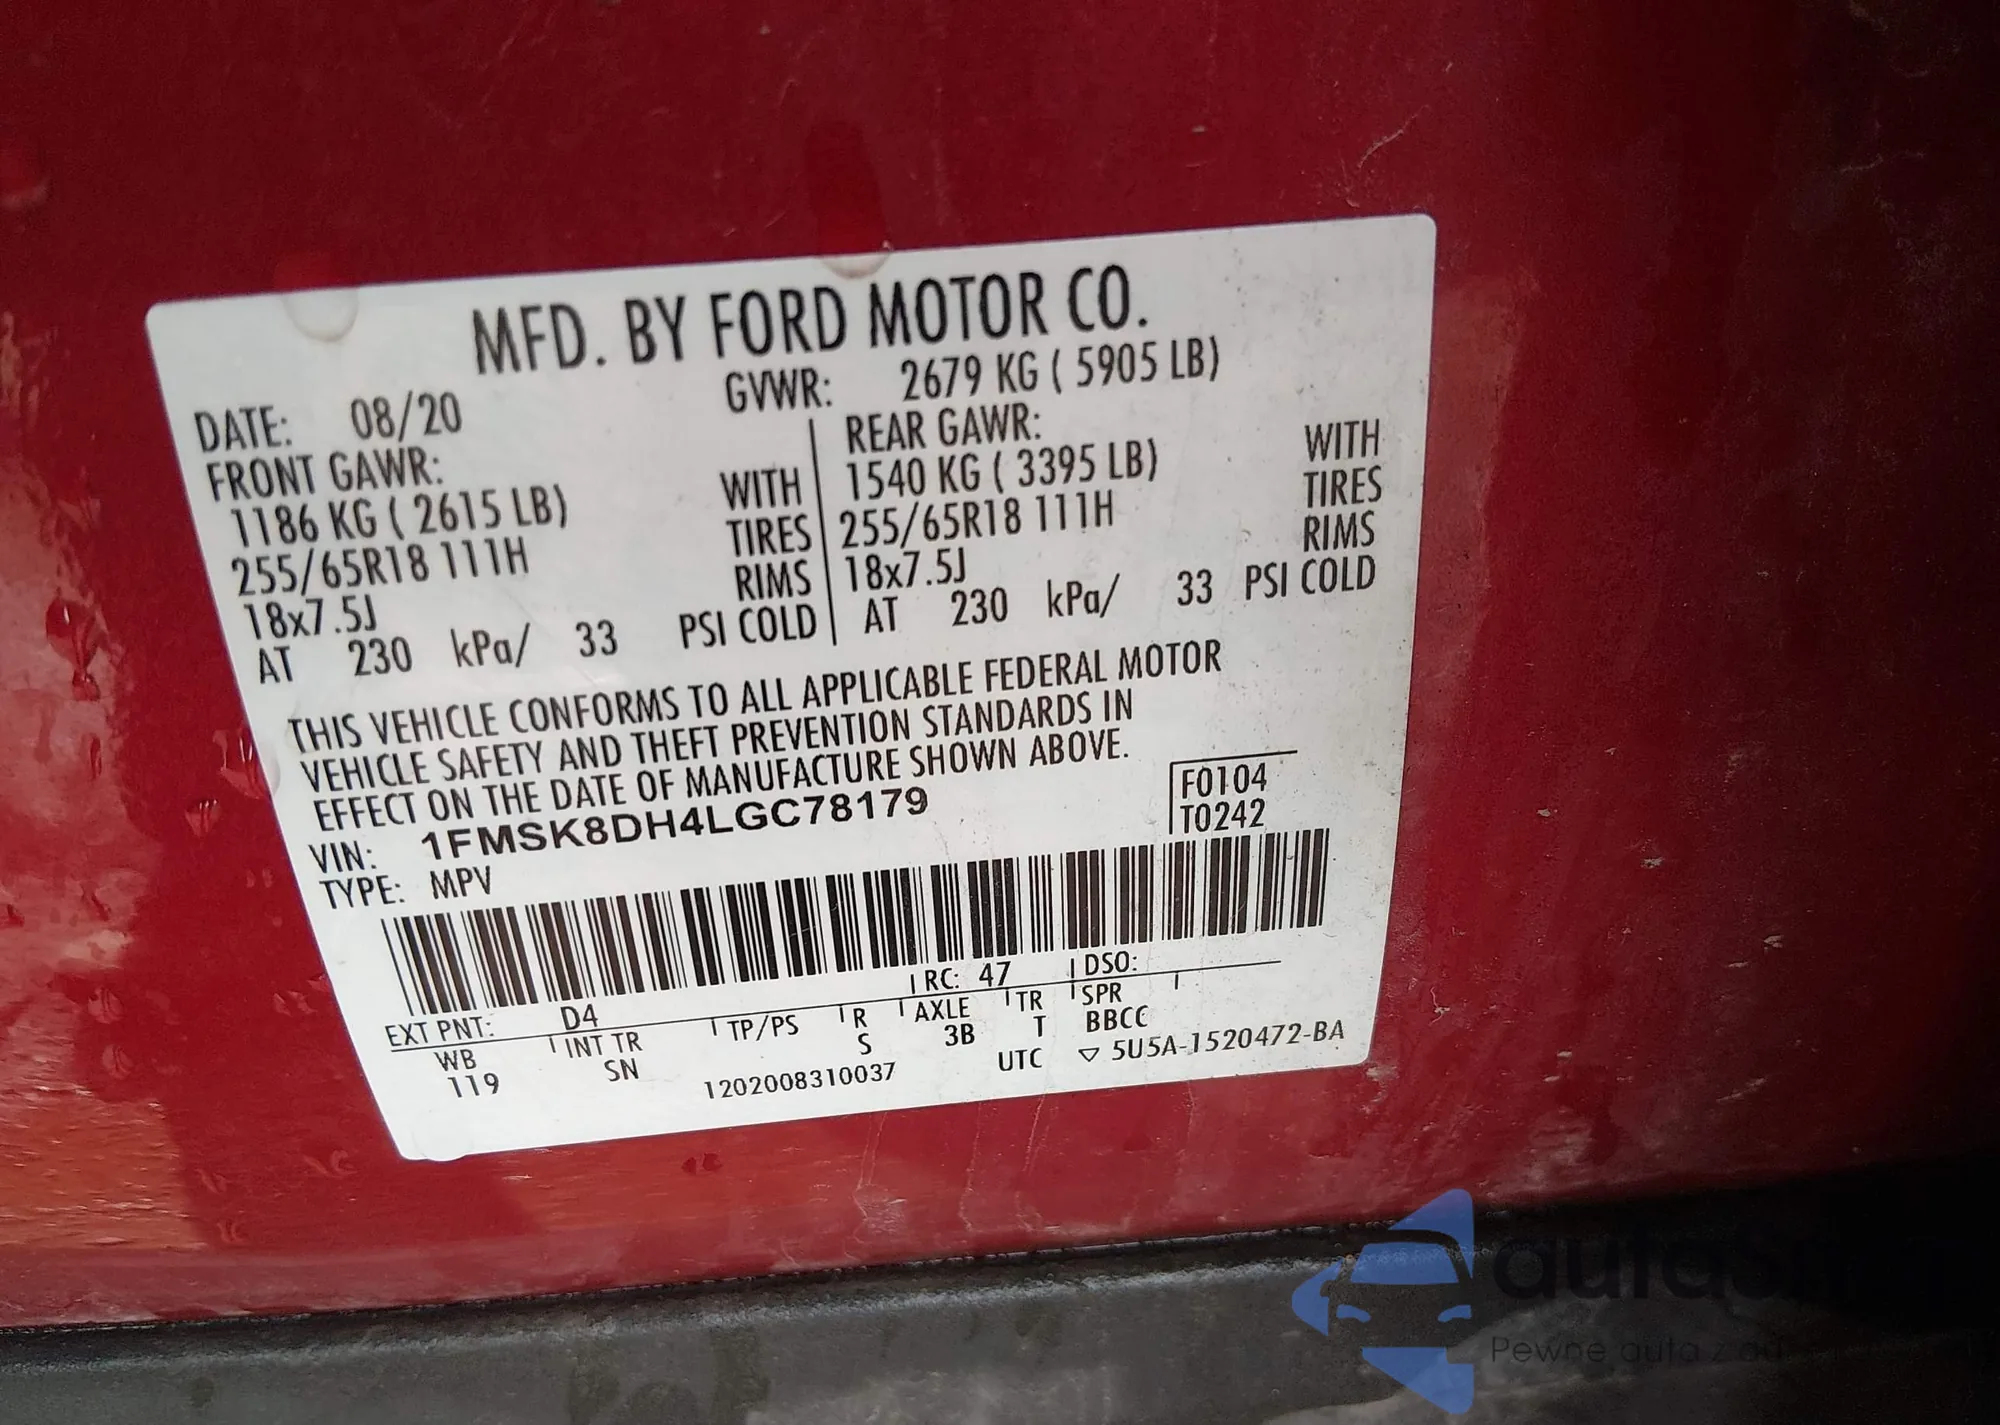 MFD. BY FORD MOTOR CO.
DATE: 08/20 GVWR: 2679 KG ( 5905 LB)
FRONT GAWR: REAR GAWR:
1186 KG ( 2615 LB) WITH 1540 KG ( 3395 LB) WITH
255/65R18 111H TIRES 255/65R18 111H TIRES
18x7.5J RIMS 18x7.5J RIMS
AT 230 kPa/ 33 PSI COLD AT 230 kPa/ 33 PSI COLD
THIS VEHICLE CONFORMS TO ALL APPLICABLE FEDERAL MOTOR
VEHICLE SAFETY AND THEFT PREVENTION STANDARDS IN
EFFECT ON THE DATE OF MANUFACTURE SHOWN ABOVE.
VIN: 1FMSK8DH4LGC78179 F0104
TYPE: MPV T0242
EXT PNT: D4 RC: 47 DSO:
WB INT TR TP/PS R AXLE TR SPR
119 SN S 3B T BBCC
1202008310037 UTC ▽ 5U5A-1520472-BA
Pewne auta z